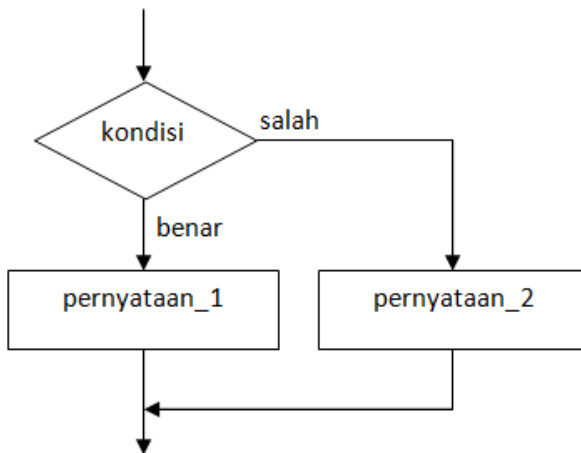 kondisi
salah
benar
pernyataan_1
pernyataan_2